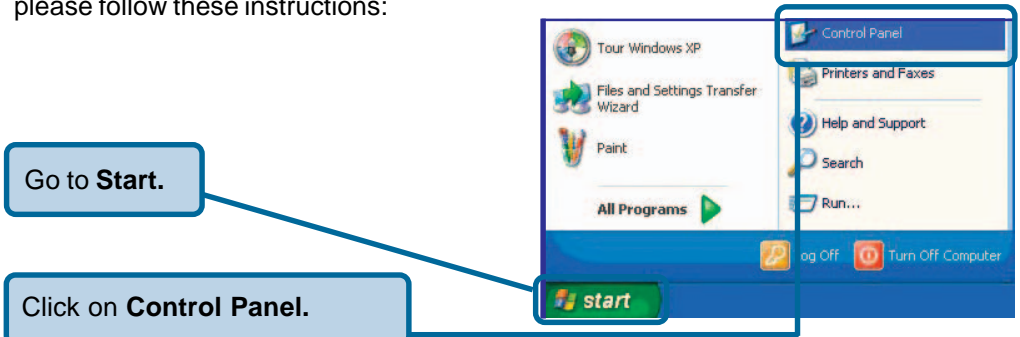 please follow these instructions:
Tour Windows XP
Files and Settings Transfer
Wizard
Paint
All Programs
Control Panel
Printers and Faxes
Help and Support
Search
Run...
Log Off
Turn Off Computer
start
Go to Start.
Click on Control Panel.